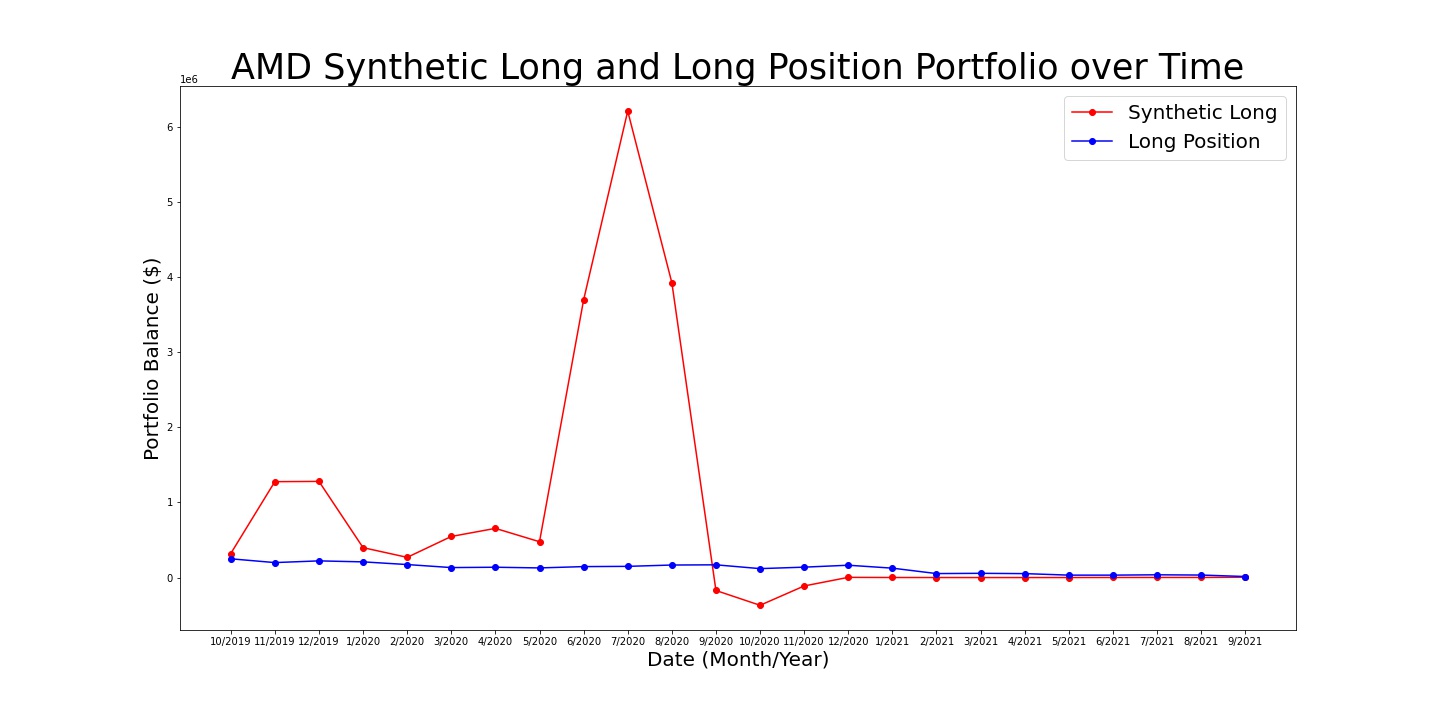 AMD Synthetic Long and Long Position Portfolio over Time
1e6
Synthetic Long
Long Position
6
5
4
3
2
1
0
Portfolio Balance ($)
10/2019 11/2019 12/2019 1/2020 2/2020 3/2020 4/2020 5/2020 6/2020 7/2020 8/2020 9/2020 10/2020 11/2020 12/2020 1/2021 2/2021 3/2021 4/2021 5/2021 6/2021 7/2021 8/2021 9/2021
Date (Month/Year)